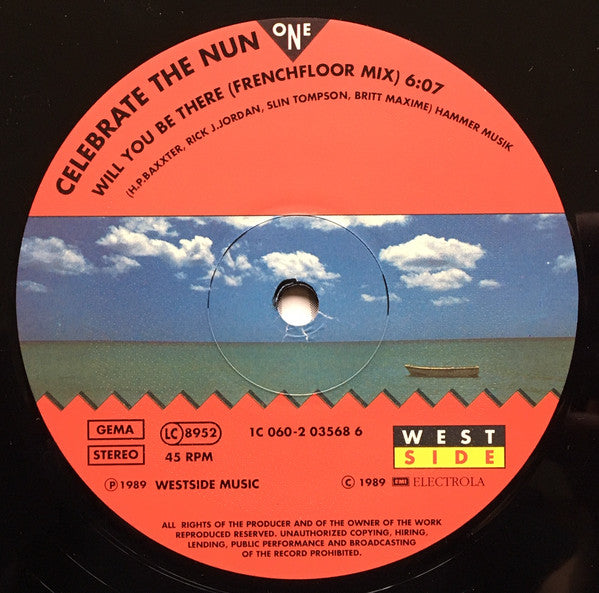 ONE
CELEBRATE THE NUN
WILL YOU BE THERE (FRENCHFLOOR MIX) 6:07
(H.P.BAXXTER, RICK J.JORDAN, SLIN TOMPSON, BRITT MAXIME) HAMMER MUSIK
GEMA
LC 8952
1C 060-2 03568 6
STEREO
45 RPM
WEST
SIDE
℗ 1989 WESTSIDE MUSIC
© 1989 EMI ELECTROLA
ALL RIGHTS OF THE PRODUCER AND OF THE OWNER OF THE WORK
REPRODUCED RESERVED. UNAUTHORIZED COPYING, HIRING,
LENDING, PUBLIC PERFORMANCE AND BROADCASTING
OF THE RECORD PROHIBITED.